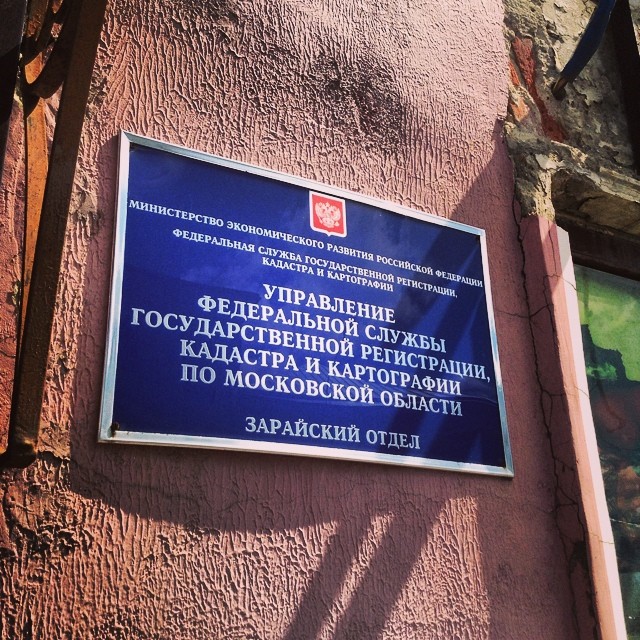 МИНИСТЕРСТВО ЭКОНОМИЧЕСКОГО РАЗВИТИЯ РОССИЙСКОЙ ФЕДЕРАЦИИ
ФЕДЕРАЛЬНАЯ СЛУЖБА ГОСУДАРСТВЕННОЙ РЕГИСТРАЦИИ,
КАДАСТРА И КАРТОГРАФИИ
УПРАВЛЕНИЕ
ФЕДЕРАЛЬНОЙ СЛУЖБЫ
ГОСУДАРСТВЕННОЙ РЕГИСТРАЦИИ,
КАДАСТРА И КАРТОГРАФИИ
ПО МОСКОВСКОЙ ОБЛАСТИ
ЗАРАЙСКИЙ ОТДЕЛ